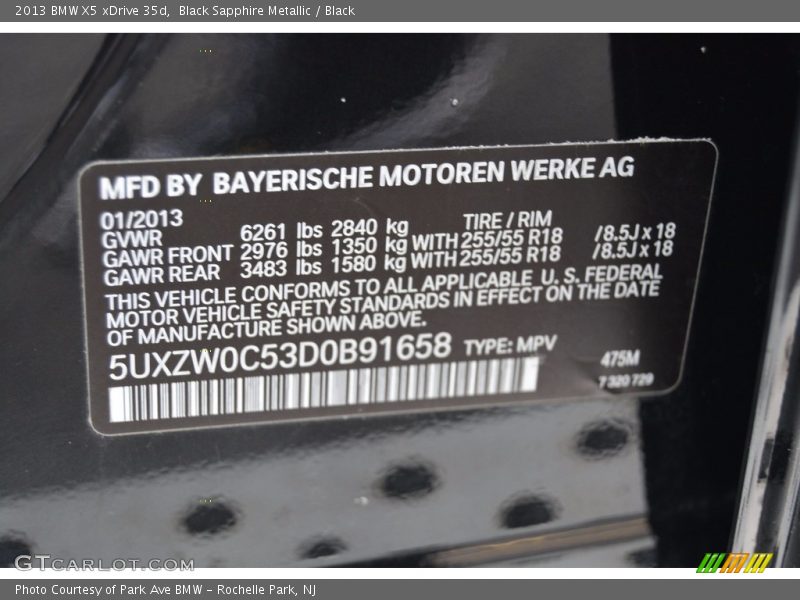 2013 BMW X5 xDrive 35d,  Black Sapphire Metallic / Black
MFD BY BAYERISCHE MOTOREN WERKE AG
01/2013 TIRE / RIM
GVWR 6261 lbs 2840 kg
GAWR FRONT 2976 lbs 1350 kg WITH 255/55 R18 /8.5J x 18
GAWR REAR 3483 lbs 1580 kg WITH 255/55 R18 /8.5J x 18
THIS VEHICLE CONFORMS TO ALL APPLICABLE U. S. FEDERAL
MOTOR VEHICLE SAFETY STANDARDS IN EFFECT ON THE DATE
OF MANUFACTURE SHOWN ABOVE.
5UXZW0C53D0B91658 TYPE: MPV
475M
7 320 729
GTCARLOT.COM
Photo Courtesy of Park Ave BMW - Rochelle Park, NJ